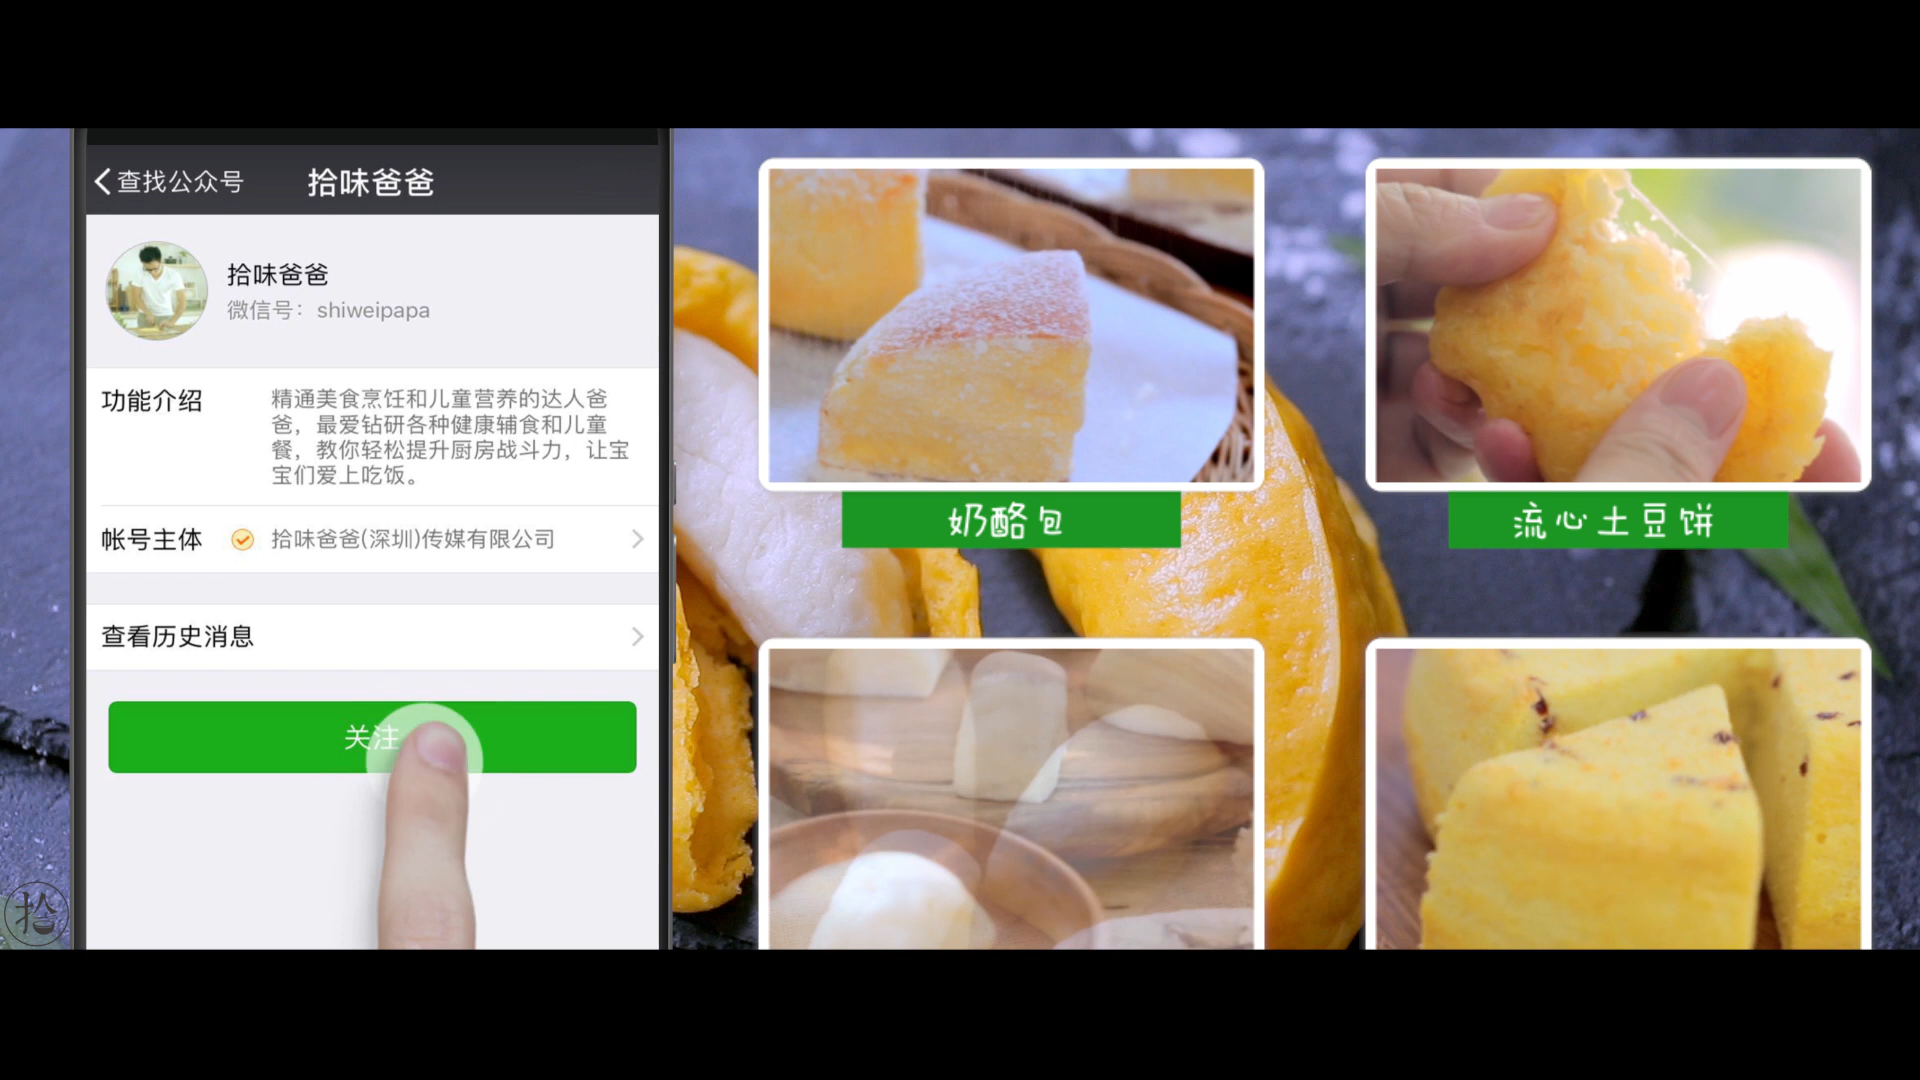 查找公众号
拾味爸爸
拾味爸爸
微信号: shiweipapa
功能介绍
精通美食烹饪和儿童营养的达人爸
爸，最爱钻研各种健康辅食和儿童
餐，教你轻松提升厨房战斗力，让宝
宝们爱上吃饭。
帐号主体
拾味爸爸(深圳)传媒有限公司
查看历史消息
关注
奶酪包
流心土豆饼
拾